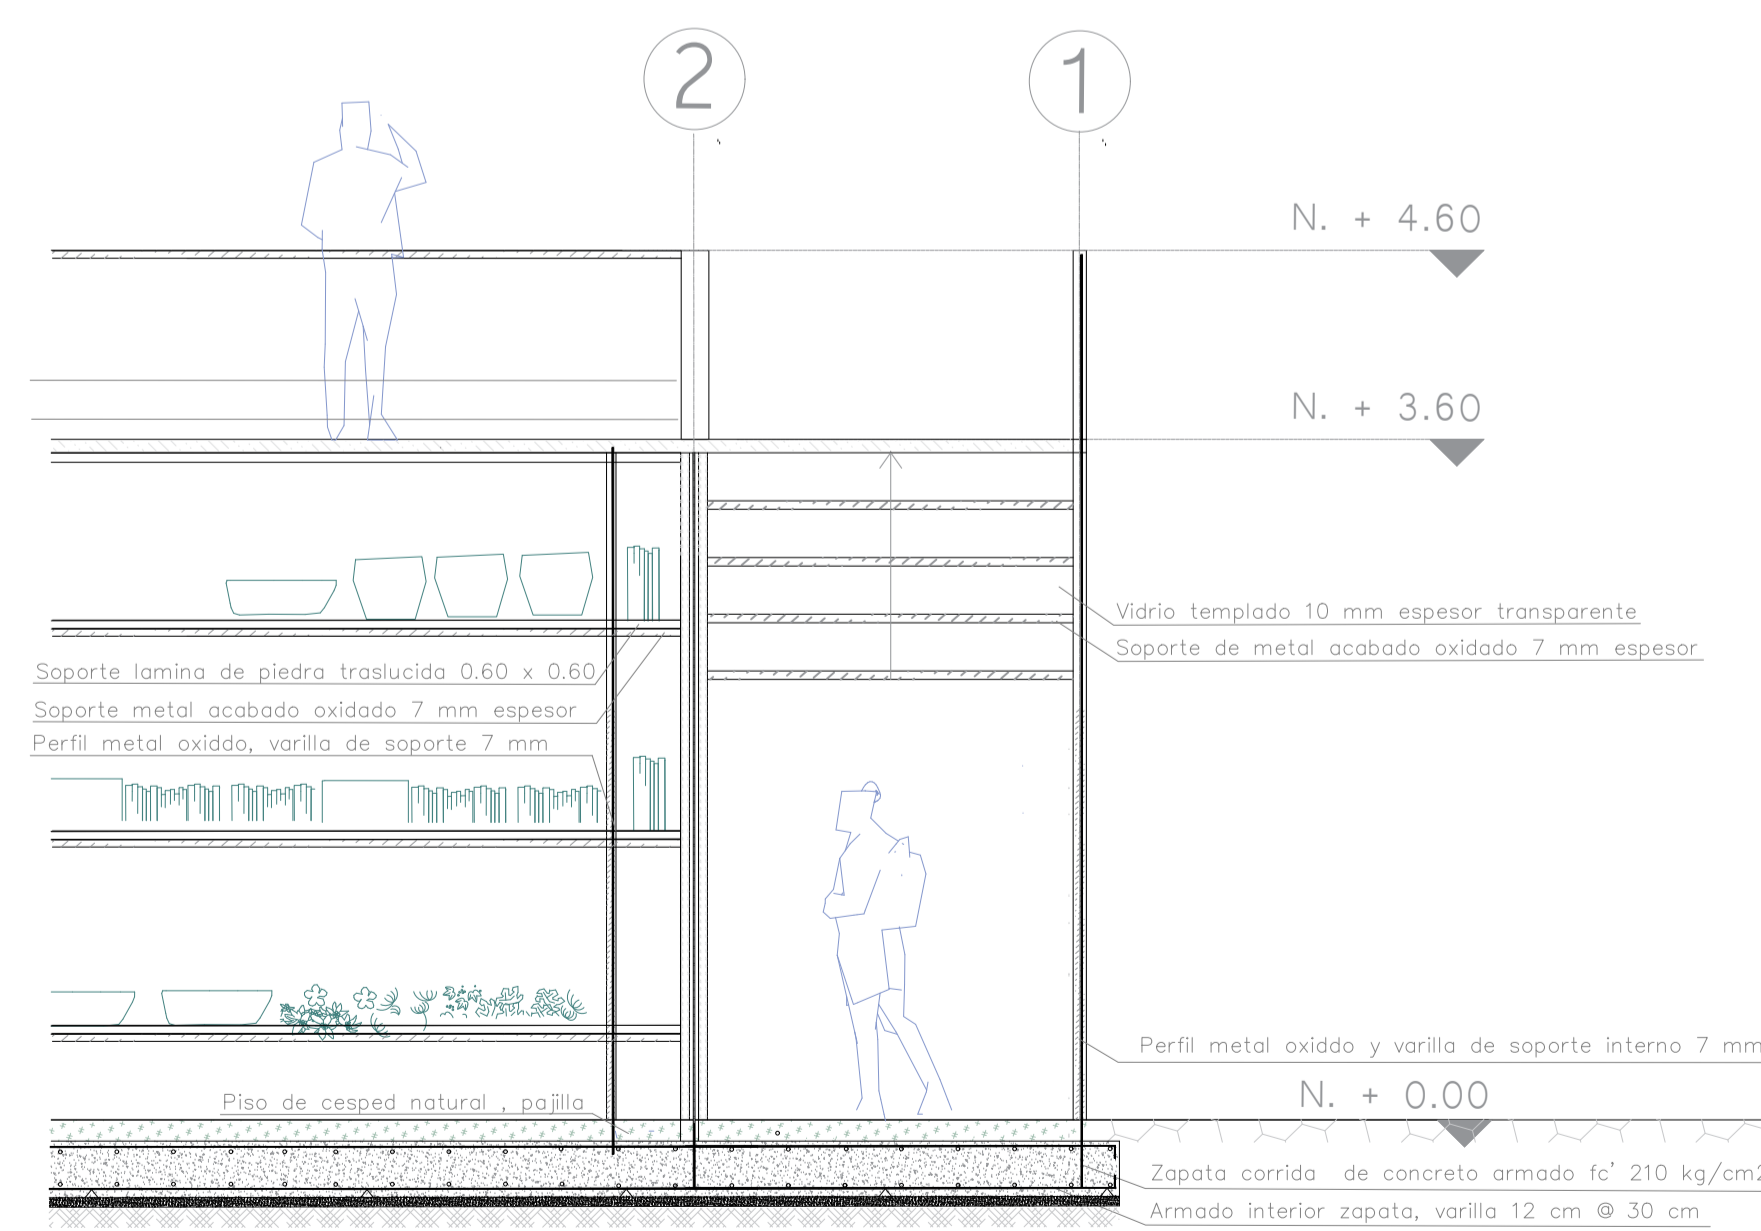 2
1
N. + 4.60
N. + 3.60
Vidrio templado 10 mm espesor transparente
Soporte de metal acabado oxidado 7 mm espesor
Soporte lamina de piedra traslucida 0.60 x 0.60
Soporte metal acabado oxidado 7 mm espesor
Perfil metal oxiddo, varilla de soporte 7 mm
Perfil metal oxiddo y varilla de soporte interno 7 mm
N. + 0.00
Piso de cesped natural , pajilla
Zapata corrida de concreto armado fc' 210 kg/cm2
Armado interior zapata, varilla 12 cm @ 30 cm